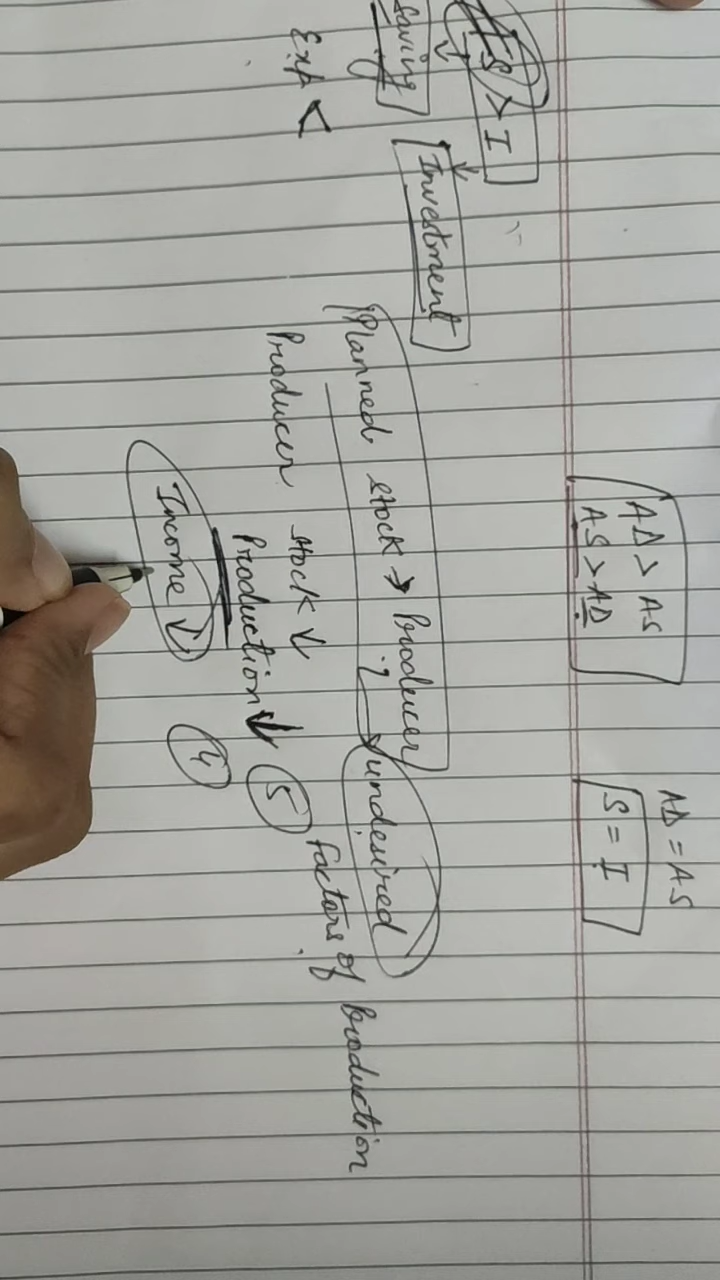 AD > AS
AS > AD
AD = AS
S = I
S > I
Saving
Investment
Exp <
Planned stock → Producer
undesired
Producer stock ↓
factors of production
Production ↓
5
Income ↓
4